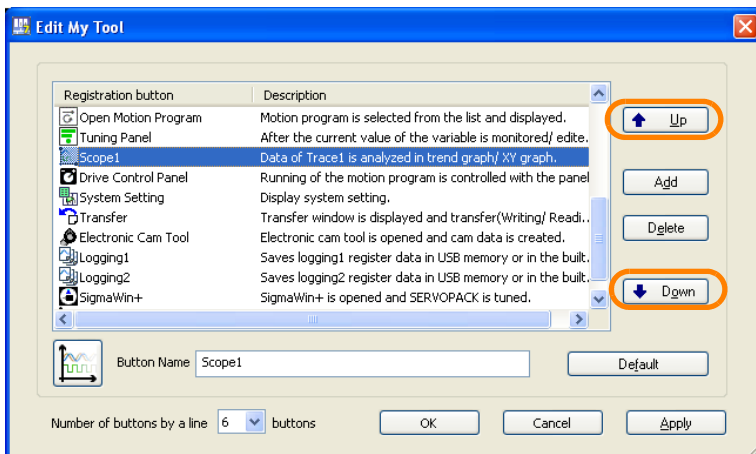 Edit My Tool
Registration button Description
Open Motion Program Motion program is selected from the list and displayed.
Tuning Panel After the current value of the variable is monitored/ edite...
Scope1 Data of Trace1 is analyzed in trend graph/ XY graph.
Drive Control Panel Running of the motion program is controlled with the panel
System Setting Display system setting.
Transfer Transfer window is displayed and transfer(Writing/ Readi...
Electronic Cam Tool Electronic cam tool is opened and cam data is created.
Logging1 Saves logging1 register data in USB memory or in the built.
Logging2 Saves logging2 register data in USB memory or in the built.
SigmaWin+ SigmaWin+ is opened and SERVOPACK is tuned.
Up
Add
Delete
Down
Button Name Scope1
Default
Number of buttons by a line 6 buttons
OK Cancel Apply